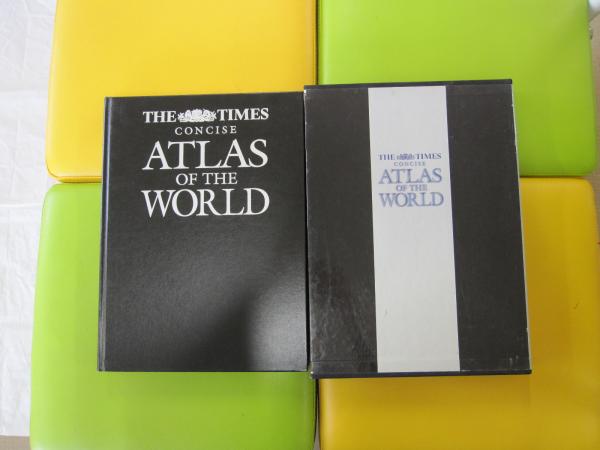 THE TIMES
CONCISE
ATLAS
OF THE
WORLD
THE TIMES
CONCISE
ATLAS
OF THE
WORLD